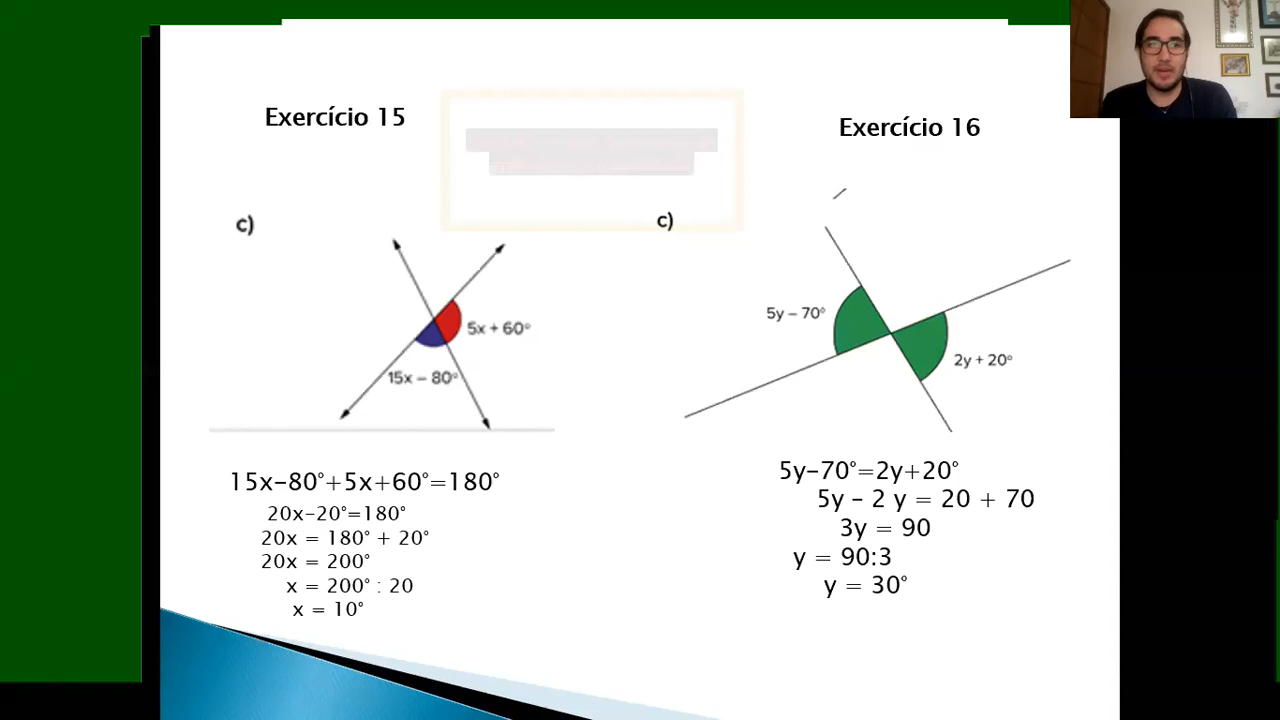 Exercício 15
c)
5x + 60°
15x – 80°
15x-80°+5x+60°=180°
20x-20°=180°
20x = 180° + 20°
20x = 200°
x = 200° : 20
x = 10°
Exercício 16
c)
5y – 70°
2y + 20°
5y-70°=2y+20°
5y - 2 y = 20 + 70
3y = 90
y = 90:3
y = 30°